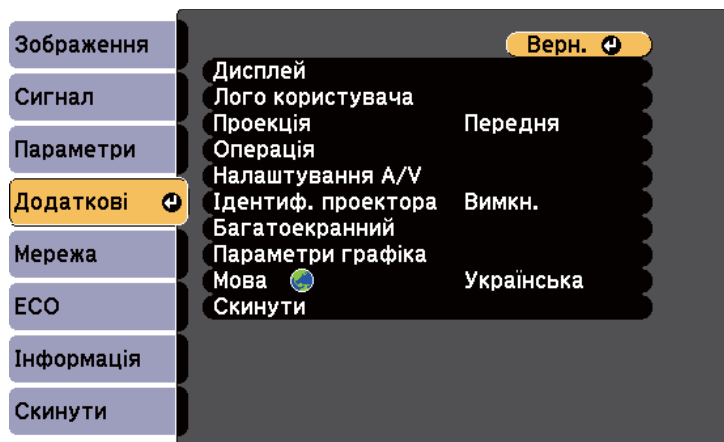 Зображення
Сигнал
Параметри
Додаткові
Мережа
ECO
Інформація
Скинути
Верн.
Дисплей
Лого користувача
Проекція Передня
Операція
Налаштування A/V
Ідентиф. проектора Вимкн.
Багатоекранний
Параметри графіка
Мова Українська
Скинути